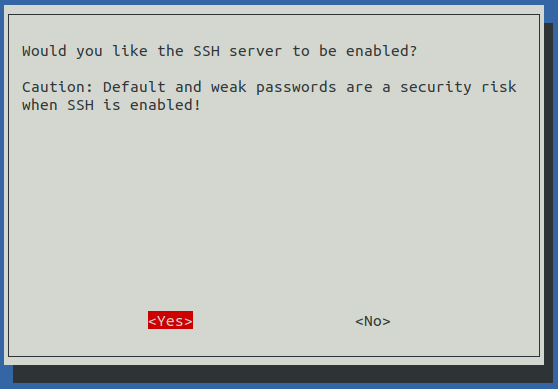 Would you like the SSH server to be enabled?
Caution: Default and weak passwords are a security risk
when SSH is enabled!
<Yes> <No>